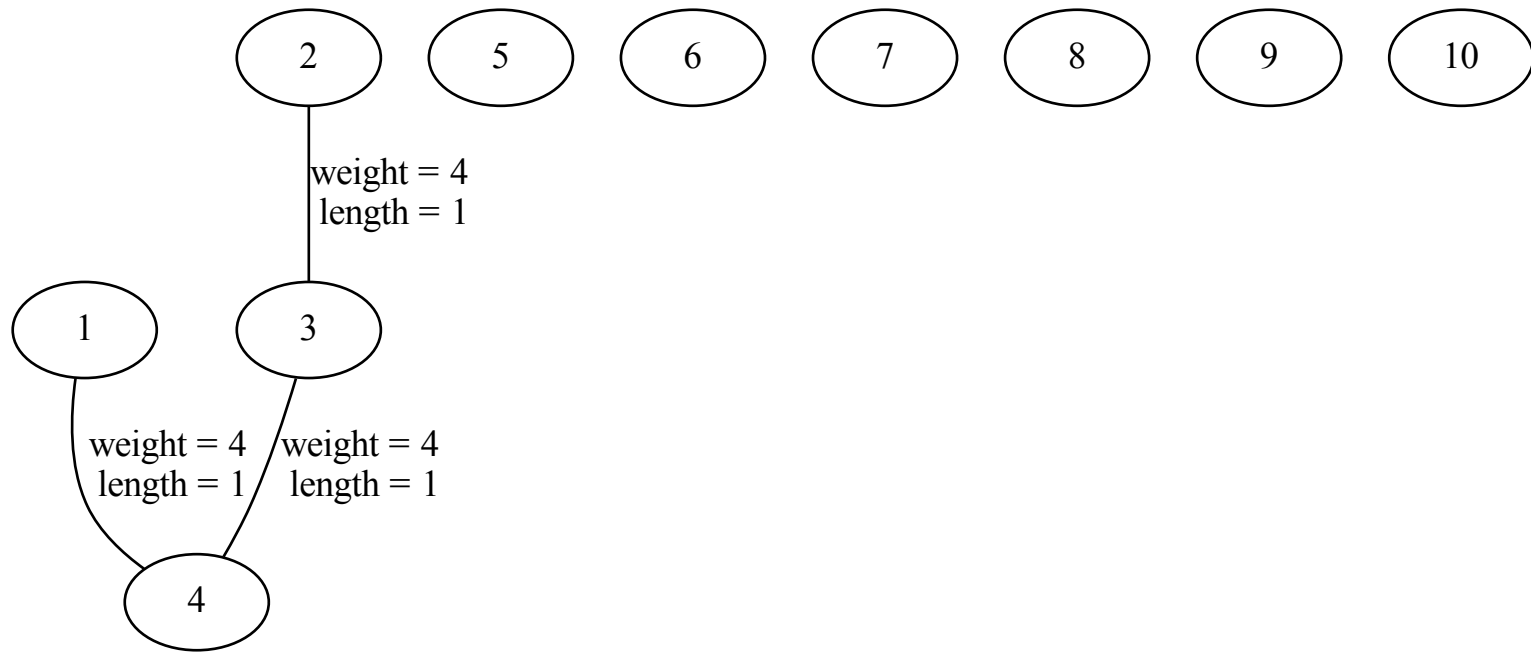 2
5
6
7
8
9
10
weight = 4
length = 1
1
3
weight = 4
length = 1
weight = 4
length = 1
4